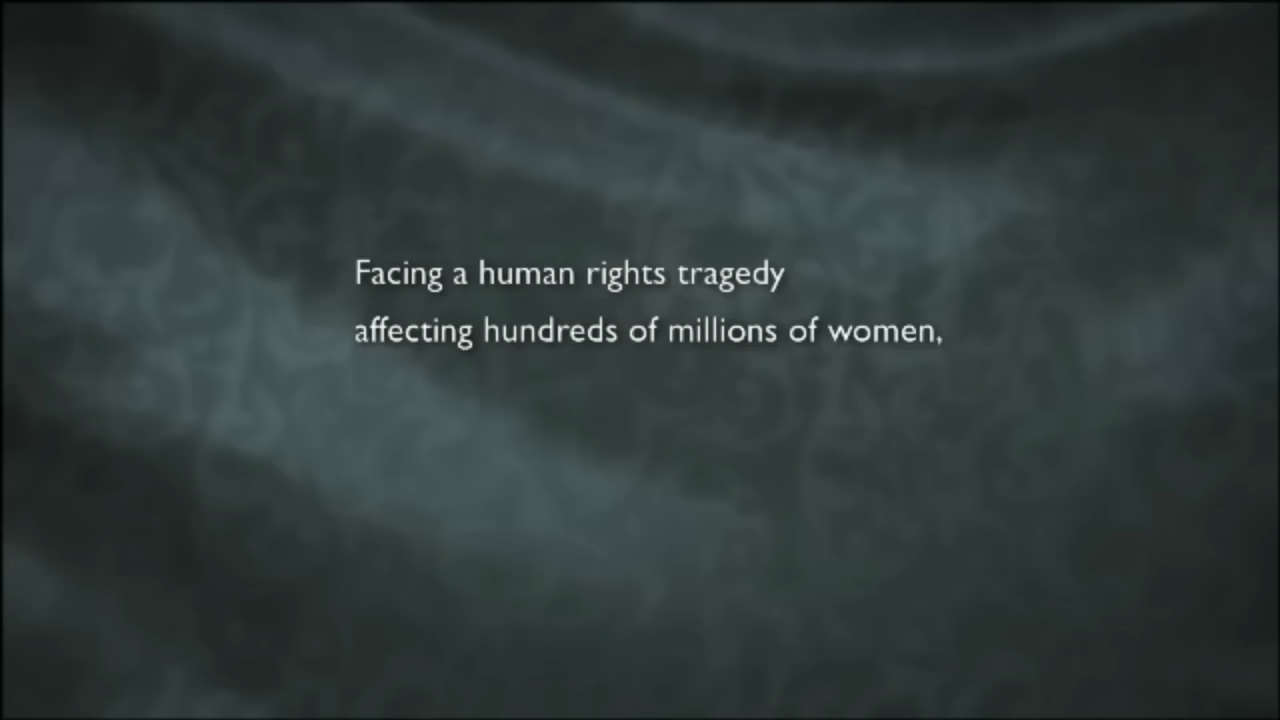 Facing a human rights tragedy
affecting hundreds of millions of women,